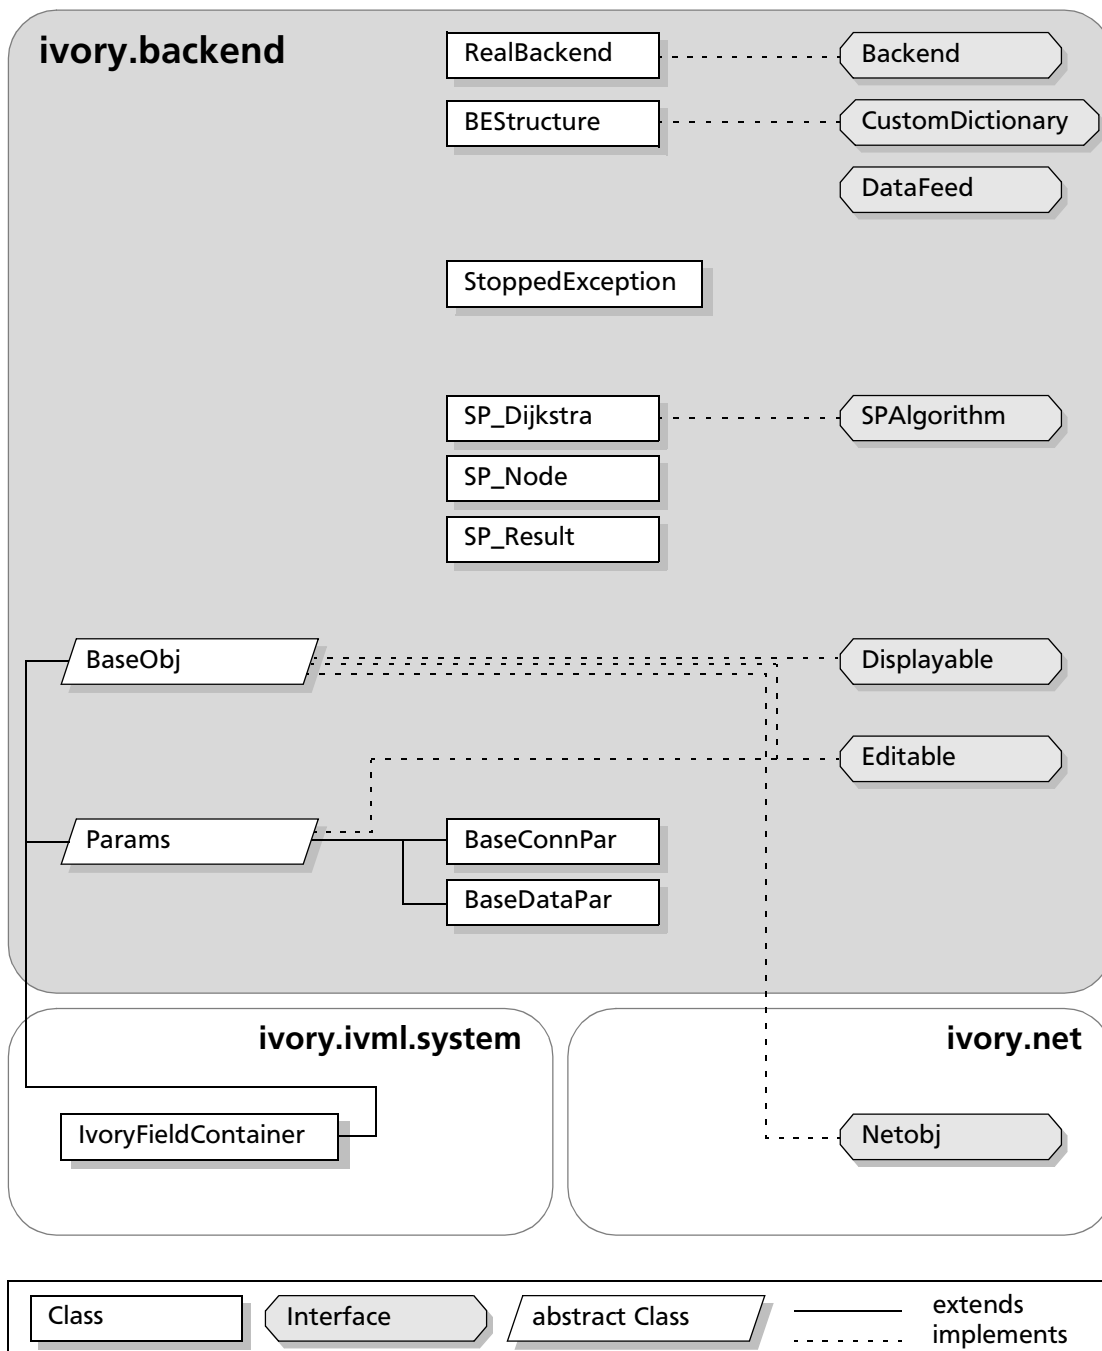 ivory.backend
RealBackend
Backend
BEStructure
CustomDictionary
DataFeed
StoppedException
SP_Dijkstra
SPAlgorithm
SP_Node
SP_Result
BaseObj
Displayable
Editable
Params
BaseConnPar
BaseDataPar
ivory.ivml.system
ivory.net
IvoryFieldContainer
Netobj
Class
Interface
abstract Class
extends
implements